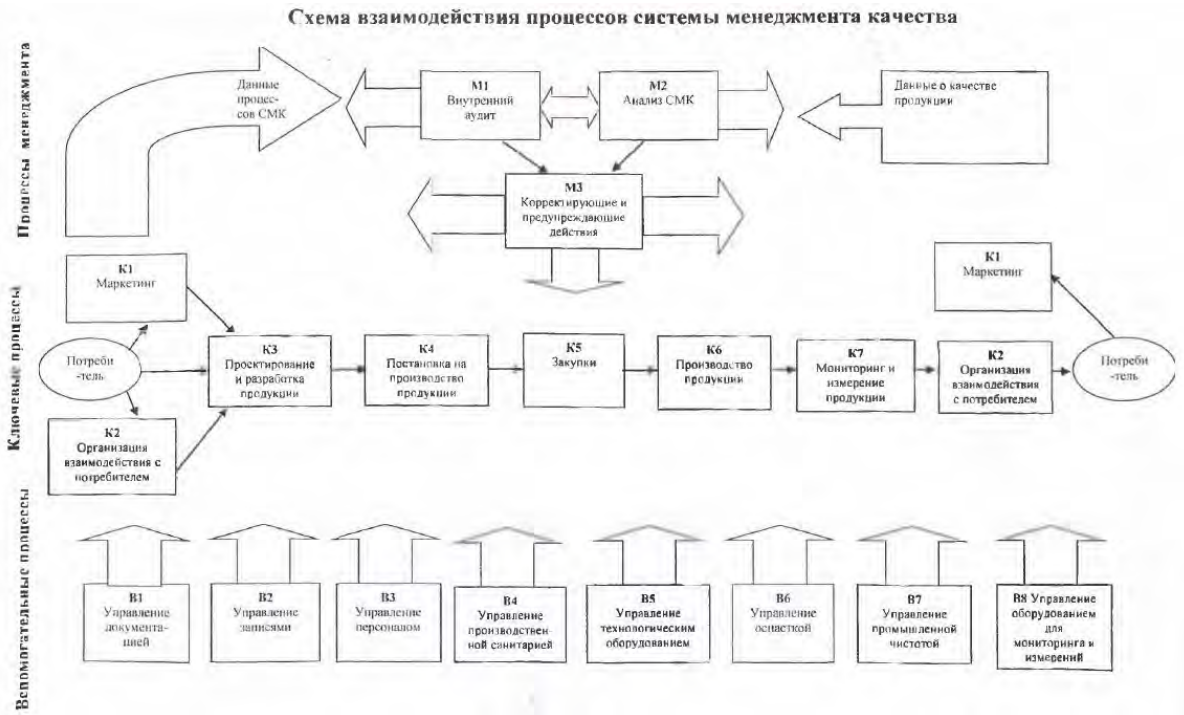 Схема взаимодействия процессов системы менеджмента качества
Процессы менеджмента
Данные
процес-
сов СМК
М1
Внутренний
аудит
М2
Анализ СМК
Данные о качестве
продукции
М3
Корректирующие и
предупреждающие
действия
Ключевые процессы
К1
Маркетинг
Потреби
-тель
К2
Организация
взаимодействия с
потребителем
К3
Проектирование
и разработка
продукции
К4
Постановка на
производство
продукции
К5
Закупки
К6
Производство
продукции
К7
Мониторинг и
измерение
продукции
К2
Организация
взаимодействия
с потребителем
К1
Маркетинг
Потреби
-тель
Вспомогательные процессы
В1
Управление
документа-
цией
В2
Управление
записями
В3
Управление
персоналом
В4
Управление
производствен-
ной санитарией
В5
Управление
технологическим
оборудованием
В6
Управление
оснасткой
В7
Управление
промышленной
чистотой
В8 Управление
оборудованием
для
мониторинга и
измерений